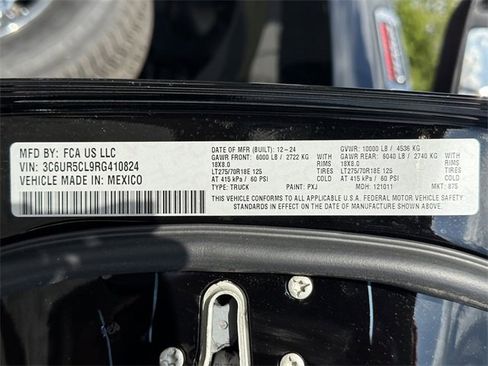 MFD BY: FCA US LLC
VIN: 3C6UR5CL9RG410824
VEHICLE MADE IN: MEXICO
DATE OF MFR (BUILT): 12-24
GVWR: 10000 LB / 4536 KG
GAWR FRONT: 6000 LB / 2722 KG
GAWR REAR: 6040 LB / 2740 KG
18X8.0
18X8.0
LT275/70R18E 125 TIRES
LT275/70R18E 125 TIRES
AT 415 kPa / 60 PSI COLD
AT 415 kPa / 60 PSI COLD
TYPE: TRUCK
PAINT: PXJ
MDH: 121011
MKT: 875
THIS VEHICLE CONFORMS TO ALL APPLICABLE U.S.A. FEDERAL MOTOR VEHICLE SAFETY
STANDARDS IN EFFECT ON THE DATE OF MANUFACTURE SHOWN ABOVE